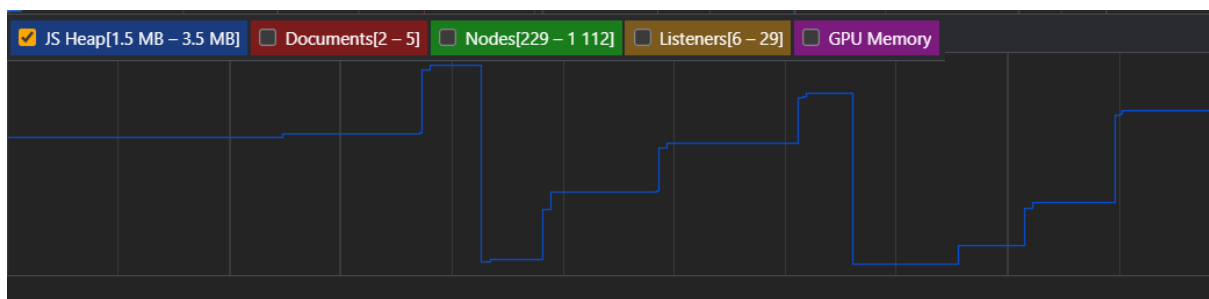 JS Heap[1.5 MB – 3.5 MB] Documents[2 – 5] Nodes[229 – 1 112] Listeners[6 – 29] GPU Memory